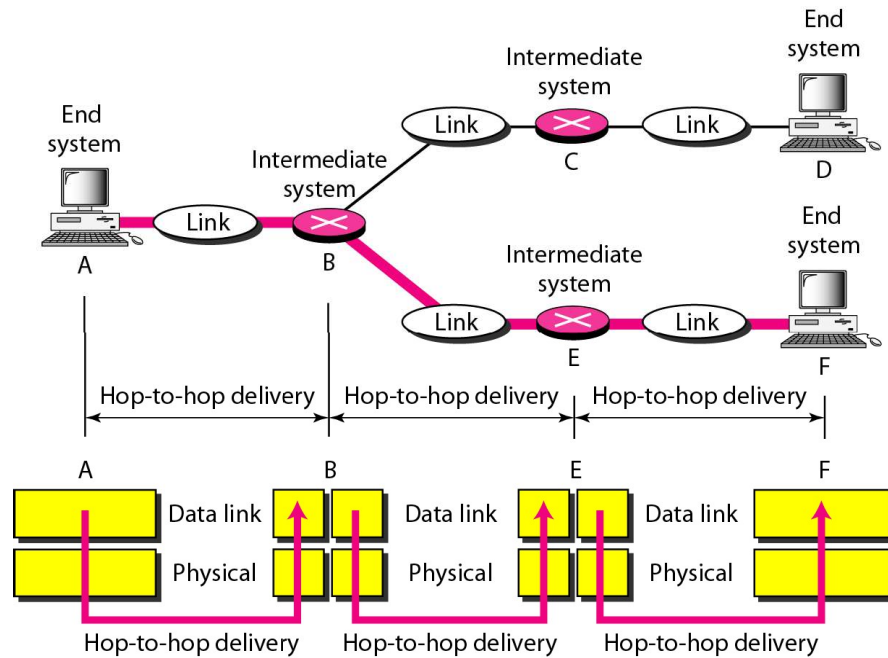 End
system
Intermediate
system
Link
C
Link
D
End
system
A
Link
Intermediate
system
B
End
system
Intermediate
system
Link
E
Link
F
Hop-to-hop delivery
Hop-to-hop delivery
Hop-to-hop delivery
A
B
E
F
Data link
Data link
Data link
Physical
Physical
Physical
Hop-to-hop delivery
Hop-to-hop delivery
Hop-to-hop delivery